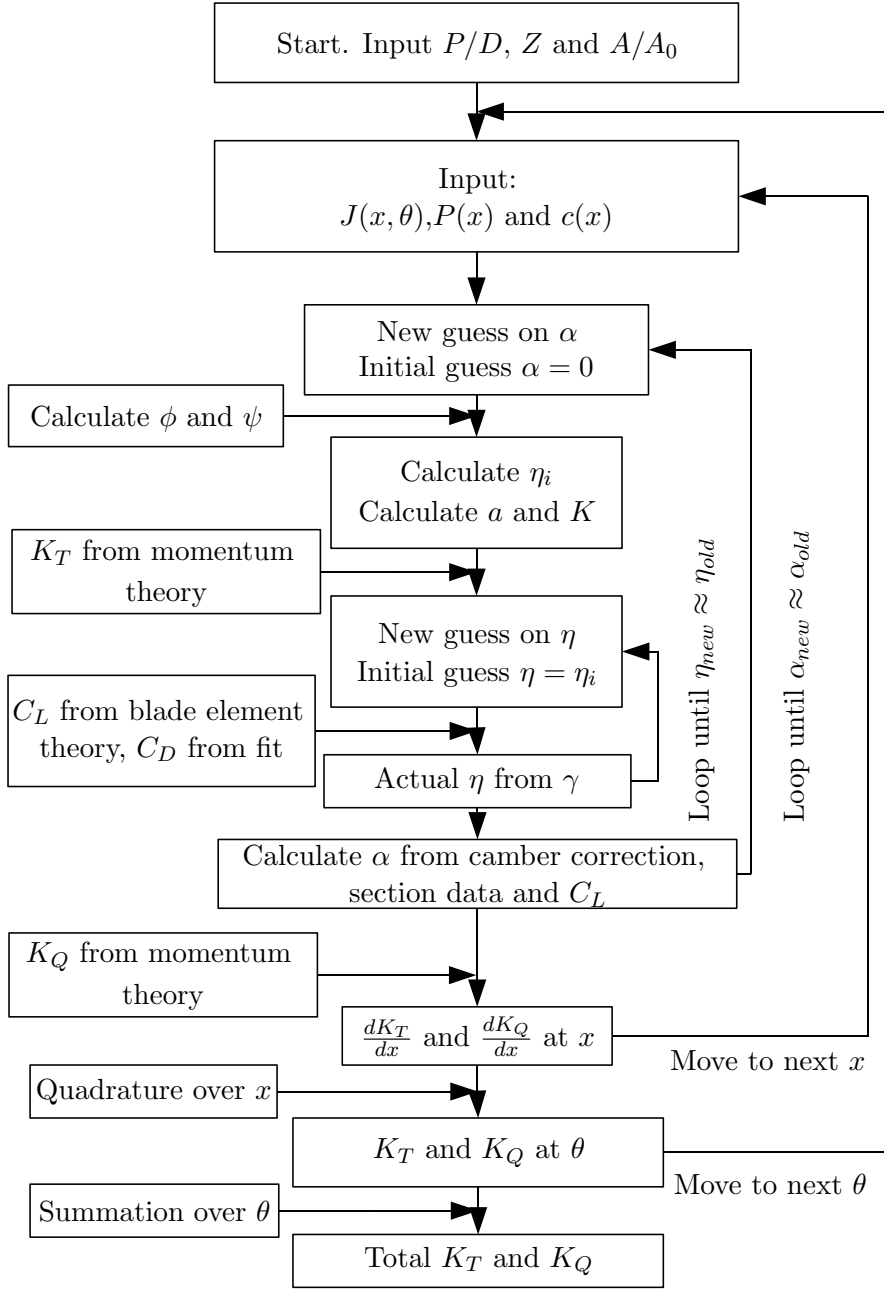 Start. Input P/D, Z and A/A₀
Input:
J(x, θ),P(x) and c(x)
New guess on α
Initial guess α = 0
Calculate ϕ and ψ
Calculate ηᵢ
Calculate a and K
K_T from momentum
theory
New guess on η
Initial guess η = ηᵢ
C_L from blade element
theory, C_D from fit
Actual η from γ
Loop until η_new ≈ η_old
Loop until α_new ≈ α_old
Calculate α from camber correction,
section data and C_L
K_Q from momentum
theory
dK_T/dx and dK_Q/dx at x
Move to next x
Quadrature over x
K_T and K_Q at θ
Move to next θ
Summation over θ
Total K_T and K_Q